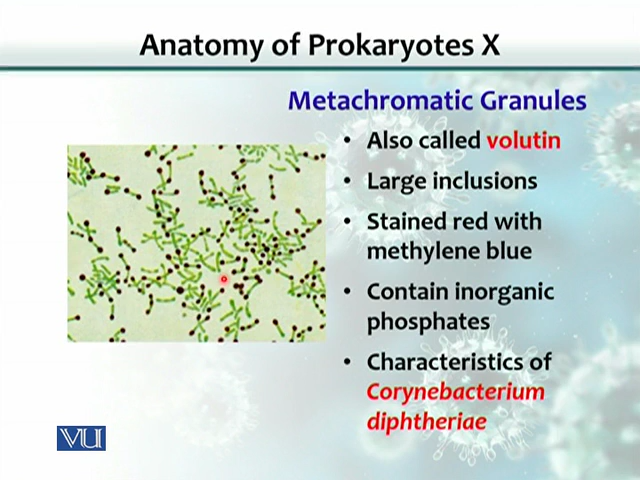 Anatomy of Prokaryotes X
Metachromatic Granules
• Also called volutin
• Large inclusions
• Stained red with
methylene blue
• Contain inorganic
phosphates
• Characteristics of
Corynebacterium
diphtheriae
VU